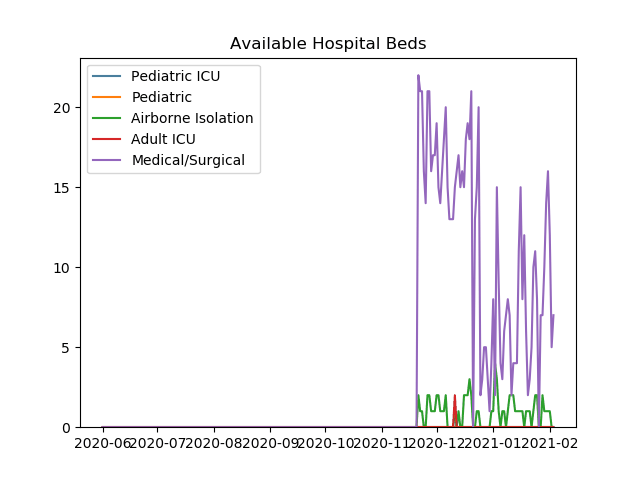 Available Hospital Beds
Pediatric ICU
Pediatric
Airborne Isolation
Adult ICU
Medical/Surgical
20
15
10
5
0
2020-06 2020-07 2020-08 2020-09 2020-10 2020-11 2020-12 2021-01 2021-02